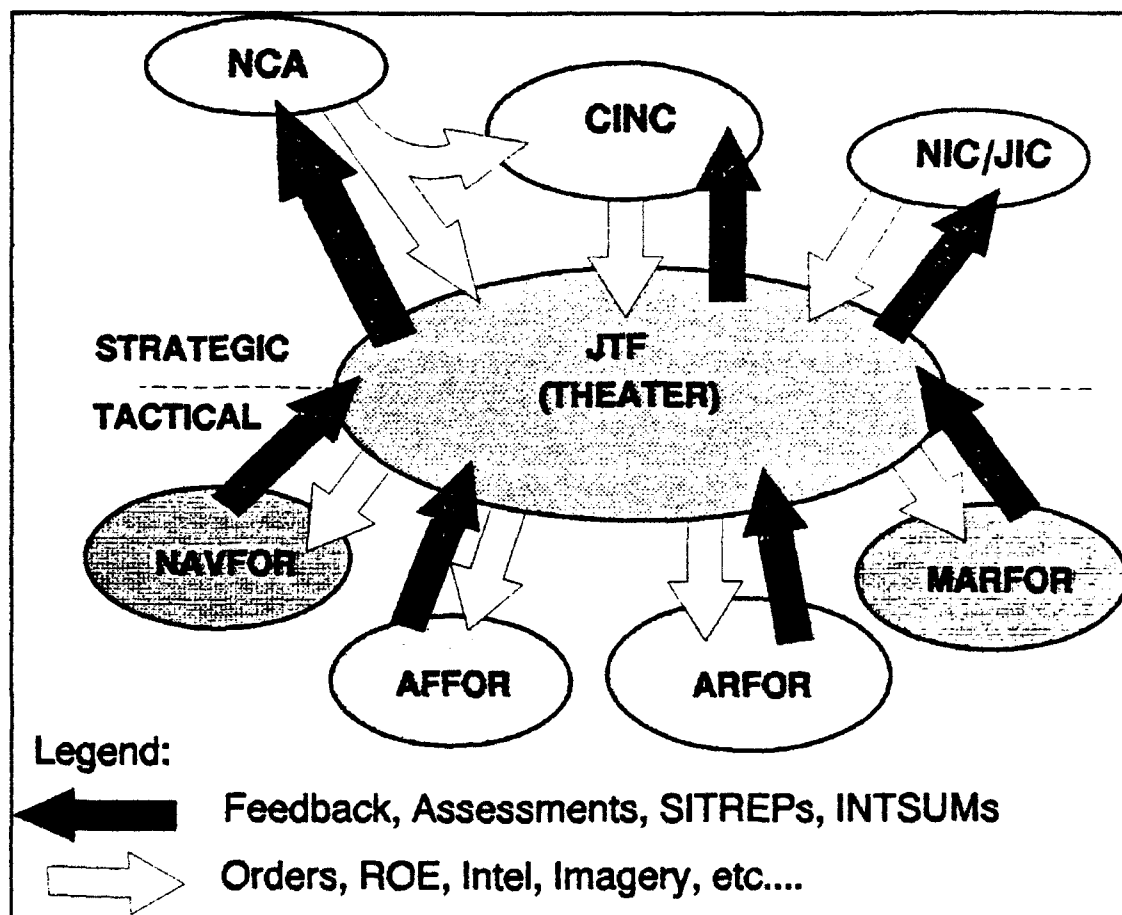 NCA
CINC
NIC/JIC
STRATEGIC
JTF
(THEATER)
TACTICAL
NAVFOR
MARFOR
AFFOR
ARFOR
Legend:
Feedback, Assessments, SITREPs, INTSUMs
Orders, ROE, Intel, Imagery, etc....